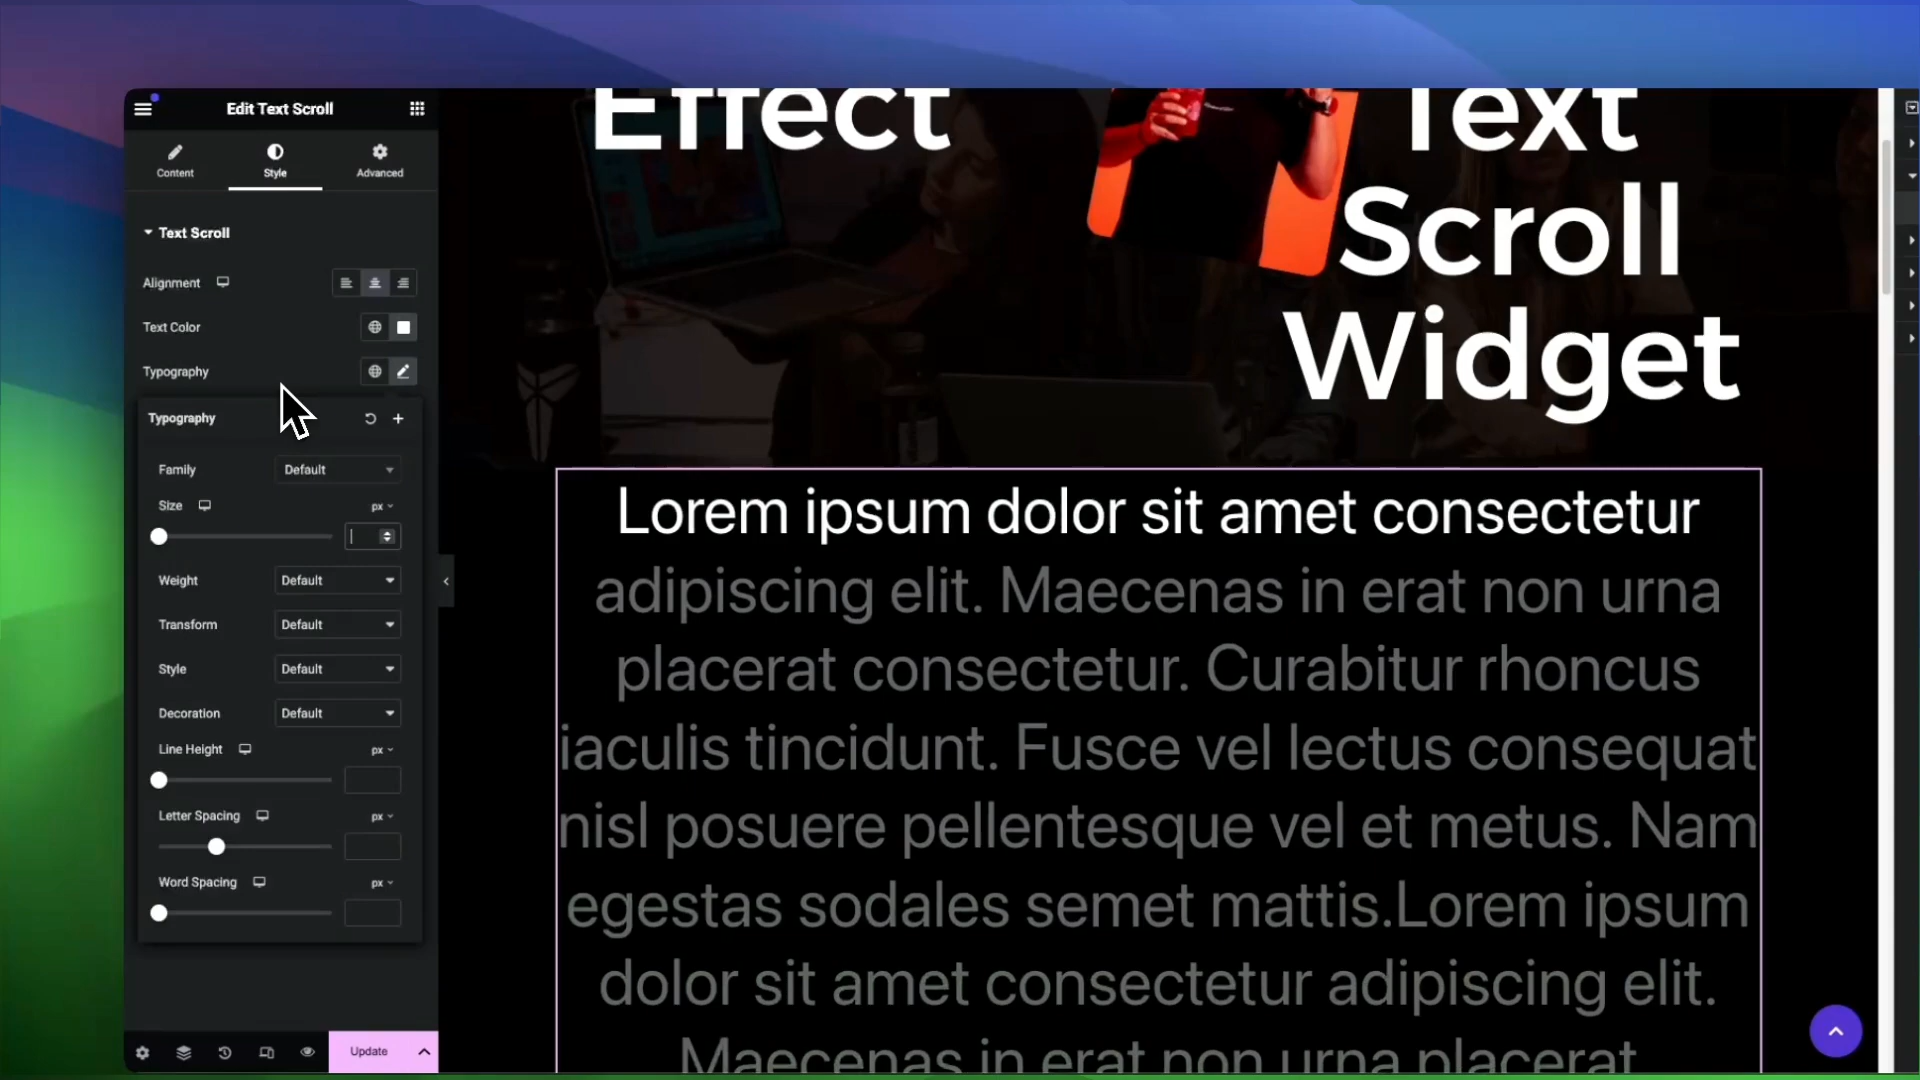 Edit Text Scroll
Content
Style
Advanced
Text Scroll
Alignment
Text Color
Typography
Typography
Family
Default
Size
px
Weight
Default
Transform
Default
Style
Default
Decoration
Default
Line Height
px
Letter Spacing
px
Word Spacing
px
Update
Effect
Text
Scroll
Widget
Lorem ipsum dolor sit amet consectetur
adipiscing elit. Maecenas in erat non urna
placerat consectetur. Curabitur rhoncus
iaculis tincidunt. Fusce vel lectus consequat
nisl posuere pellentesque vel et metus. Nam
egestas sodales semet mattis.Lorem ipsum
dolor sit amet consectetur adipiscing elit.
Maecenas in erat non urna placerat